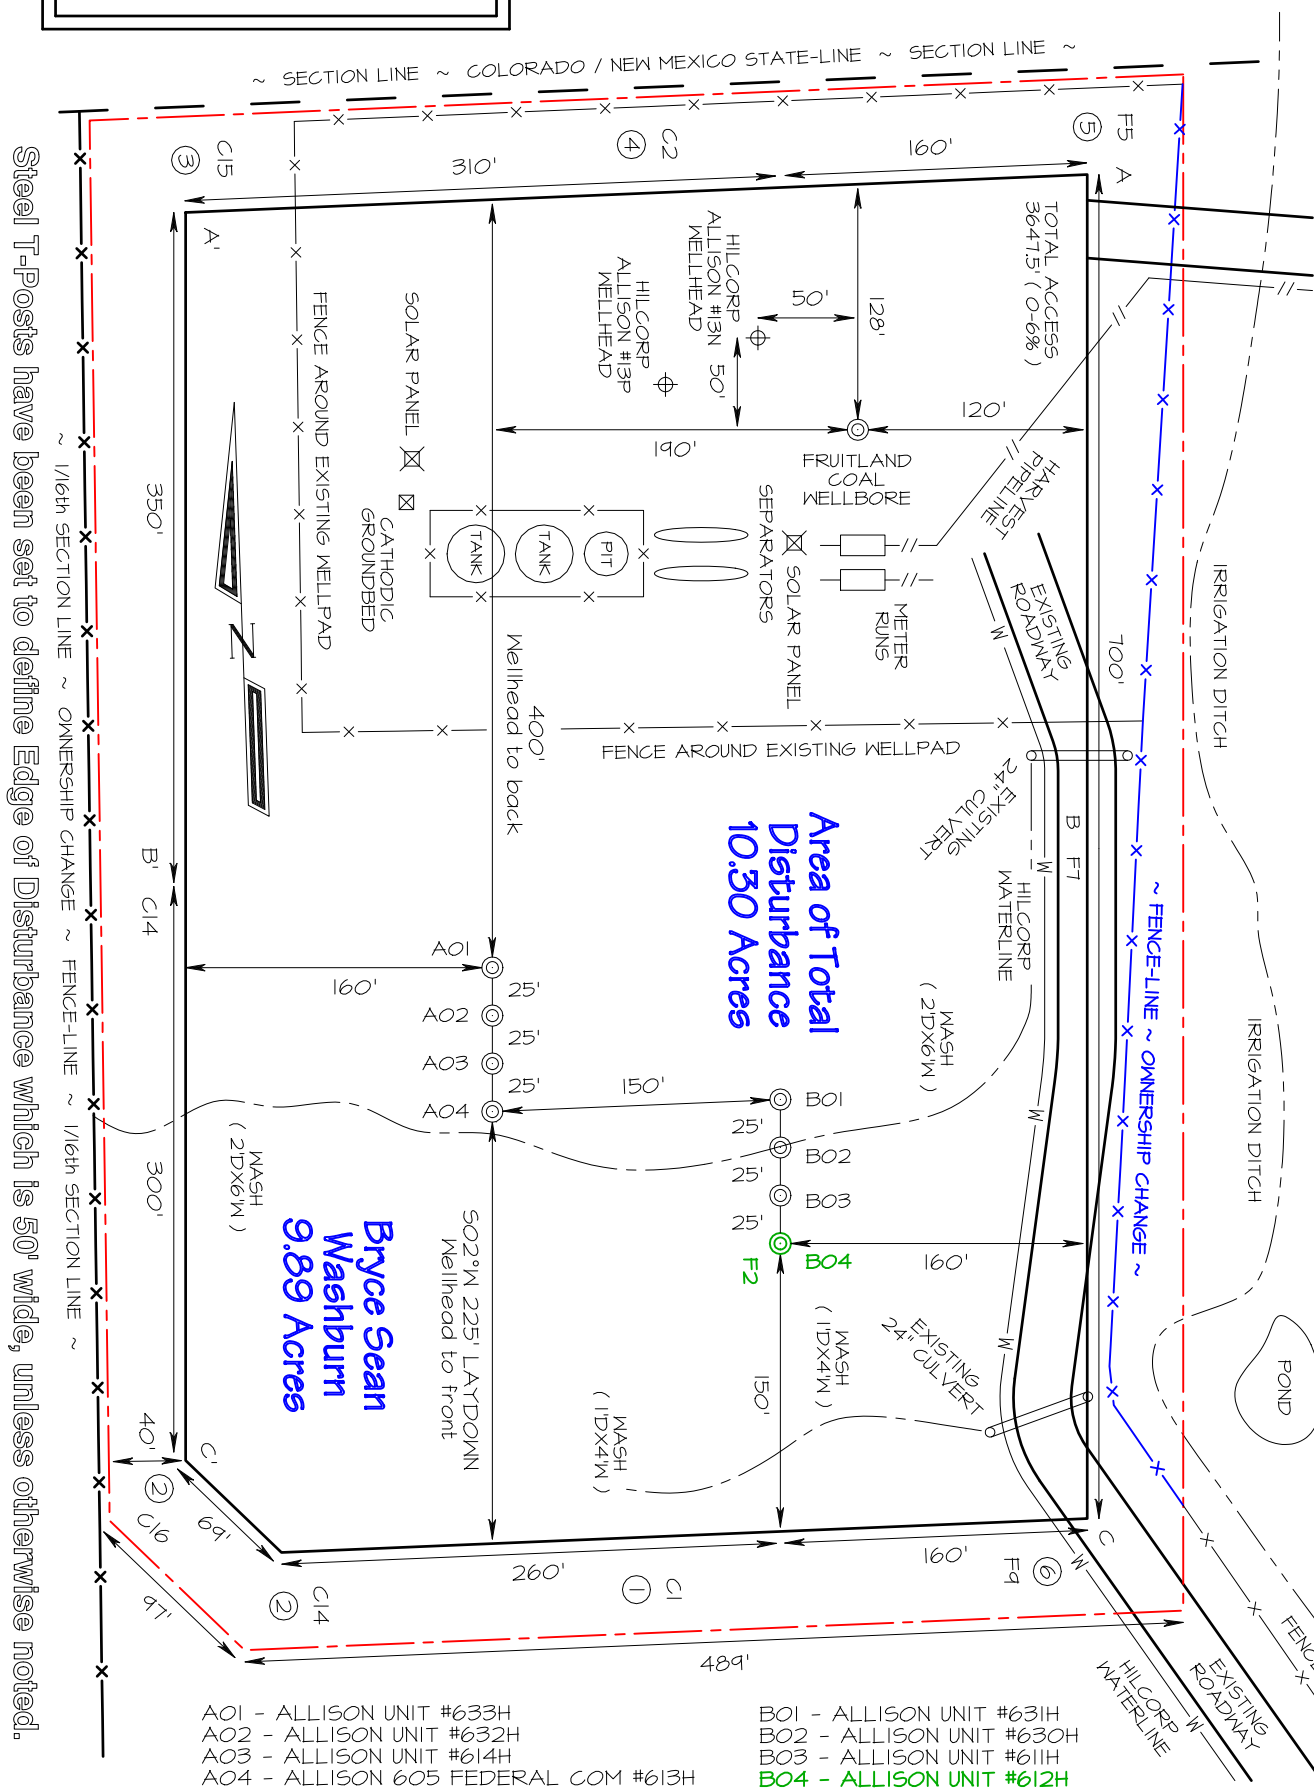 ~ SECTION LINE ~ COLORADO / NEW MEXICO STATE-LINE ~ SECTION LINE ~
F5
5
A
C2
4
C15
3
160'
310'
A'
TOTAL ACCESS
3647.5' ( 0-6% )
HILCORP
ALLISON #13N
WELLHEAD
HILCORP
ALLISON #13P
WELLHEAD
50'
128'
50'
SOLAR PANEL
FENCE AROUND EXISTING WELLPAD
120'
190'
FRUITLAND
COAL
WELLBORE
HARVEST
PIPELINE
SEPARATORS
SOLAR PANEL
METER
RUNS
CATHODIC
GROUNDBED
TANK
TANK
PIT
350'
N
EXISTING
ROADWAY
700'
IRRIGATION DITCH
400'
Wellhead to back
FENCE AROUND EXISTING WELLPAD
EXISTING
24" CULVERT
W
W
B
F7
HILCORP
WATERLINE
Area of Total
Disturbance
10.30 Acres
B'
C14
~ FENCE-LINE ~ OWNERSHIP CHANGE ~
IRRIGATION DITCH
WASH
( 2'DX6'W )
A01
25'
A02
25'
A03
25'
A04
160'
150'
B01
25'
B02
25'
B03
25'
B04
F2
160'
W
W
WASH
( 2'DX6'W )
300'
Bryce Sean
Washburn
9.89 Acres
S02°W 225' LAYDOWN
Wellhead to front
WASH
( 1'DX4'W )
WASH
( 1'DX4'W )
EXISTING
24" CULVERT
150'
POND
40'
C'
2
C16
69'
97'
2
C14
260'
1
C1
160'
F9
6
C
W
W
489'
FENCE
EXISTING
ROADWAY
HILCORP
WATERLINE
~ 1/16th SECTION LINE ~ OWNERSHIP CHANGE ~ FENCE-LINE ~ 1/16th SECTION LINE ~
Steel T-Posts have been set to define Edge of Disturbance which is 50' wide, unless otherwise noted.
A01 - ALLISON UNIT #633H
A02 - ALLISON UNIT #632H
A03 - ALLISON UNIT #614H
A04 - ALLISON 605 FEDERAL COM #613H
B01 - ALLISON UNIT #631H
B02 - ALLISON UNIT #630H
B03 - ALLISON UNIT #611H
B04 - ALLISON UNIT #612H